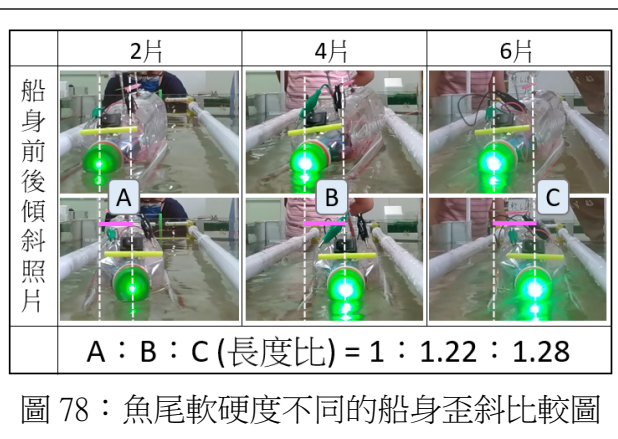 2片 4片 6片
船身前後傾斜照片
A B C
A：B：C (長度比) = 1：1.22：1.28
圖 78：魚尾軟硬度不同的船身歪斜比較圖